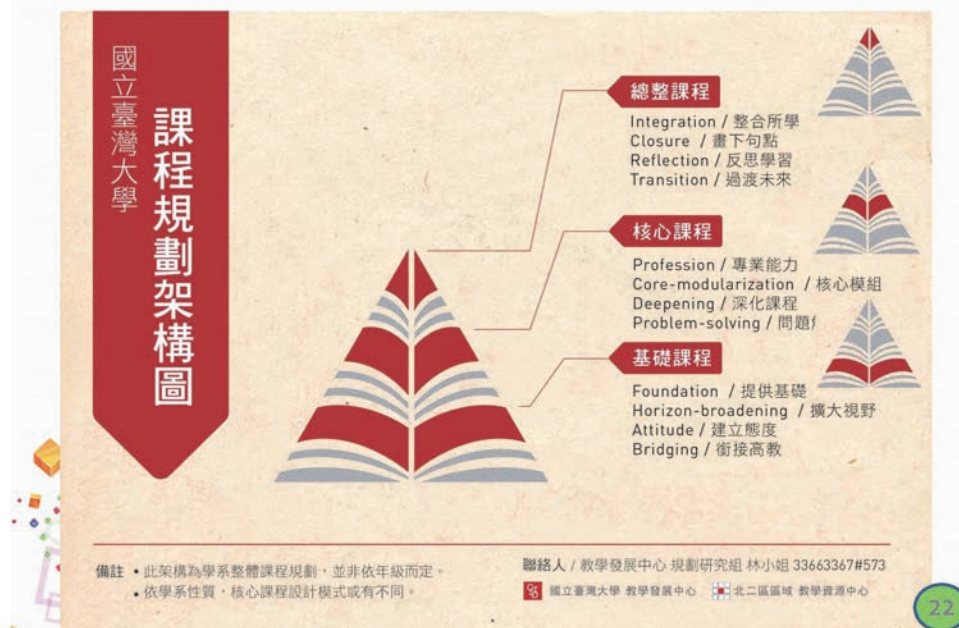 國立臺灣大學
課程規劃架構圖
總整課程
Integration / 整合所學
Closure / 畫下句點
Reflection / 反思學習
Transition / 過渡未來
核心課程
Profession / 專業能力
Core-modularization / 核心模組
Deepening / 深化課程
Problem-solving / 問題
基礎課程
Foundation / 提供基礎
Horizon-broadening / 擴大視野
Attitude / 建立態度
Bridging / 銜接高教
備註 • 此架構為學系整體課程規劃,並非依年級而定。
• 依學系性質,核心課程設計模式或有不同。
聯絡人 / 教學發展中心 規劃研究組 林小姐 33663367#573
國立臺灣大學 教學發展中心 北二區區域 教學資源中心
22